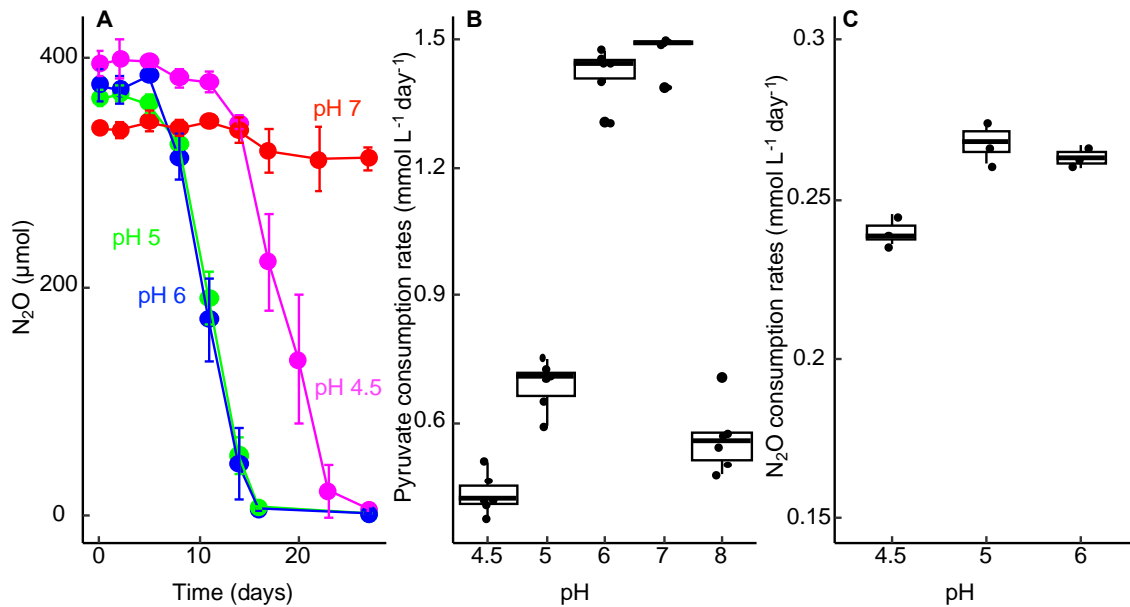 A
400
200
0
N₂O (µmol)
pH 7
pH 5
pH 6
pH 4.5
0 10 20
Time (days)
B
1.5
1.2
0.9
0.6
Pyruvate consumption rates (mmol L⁻¹ day⁻¹)
4.5 5 6 7 8
pH
C
0.3
0.25
0.2
0.15
N₂O consumption rates (mmol L⁻¹ day⁻¹)
4.5 5 6
pH